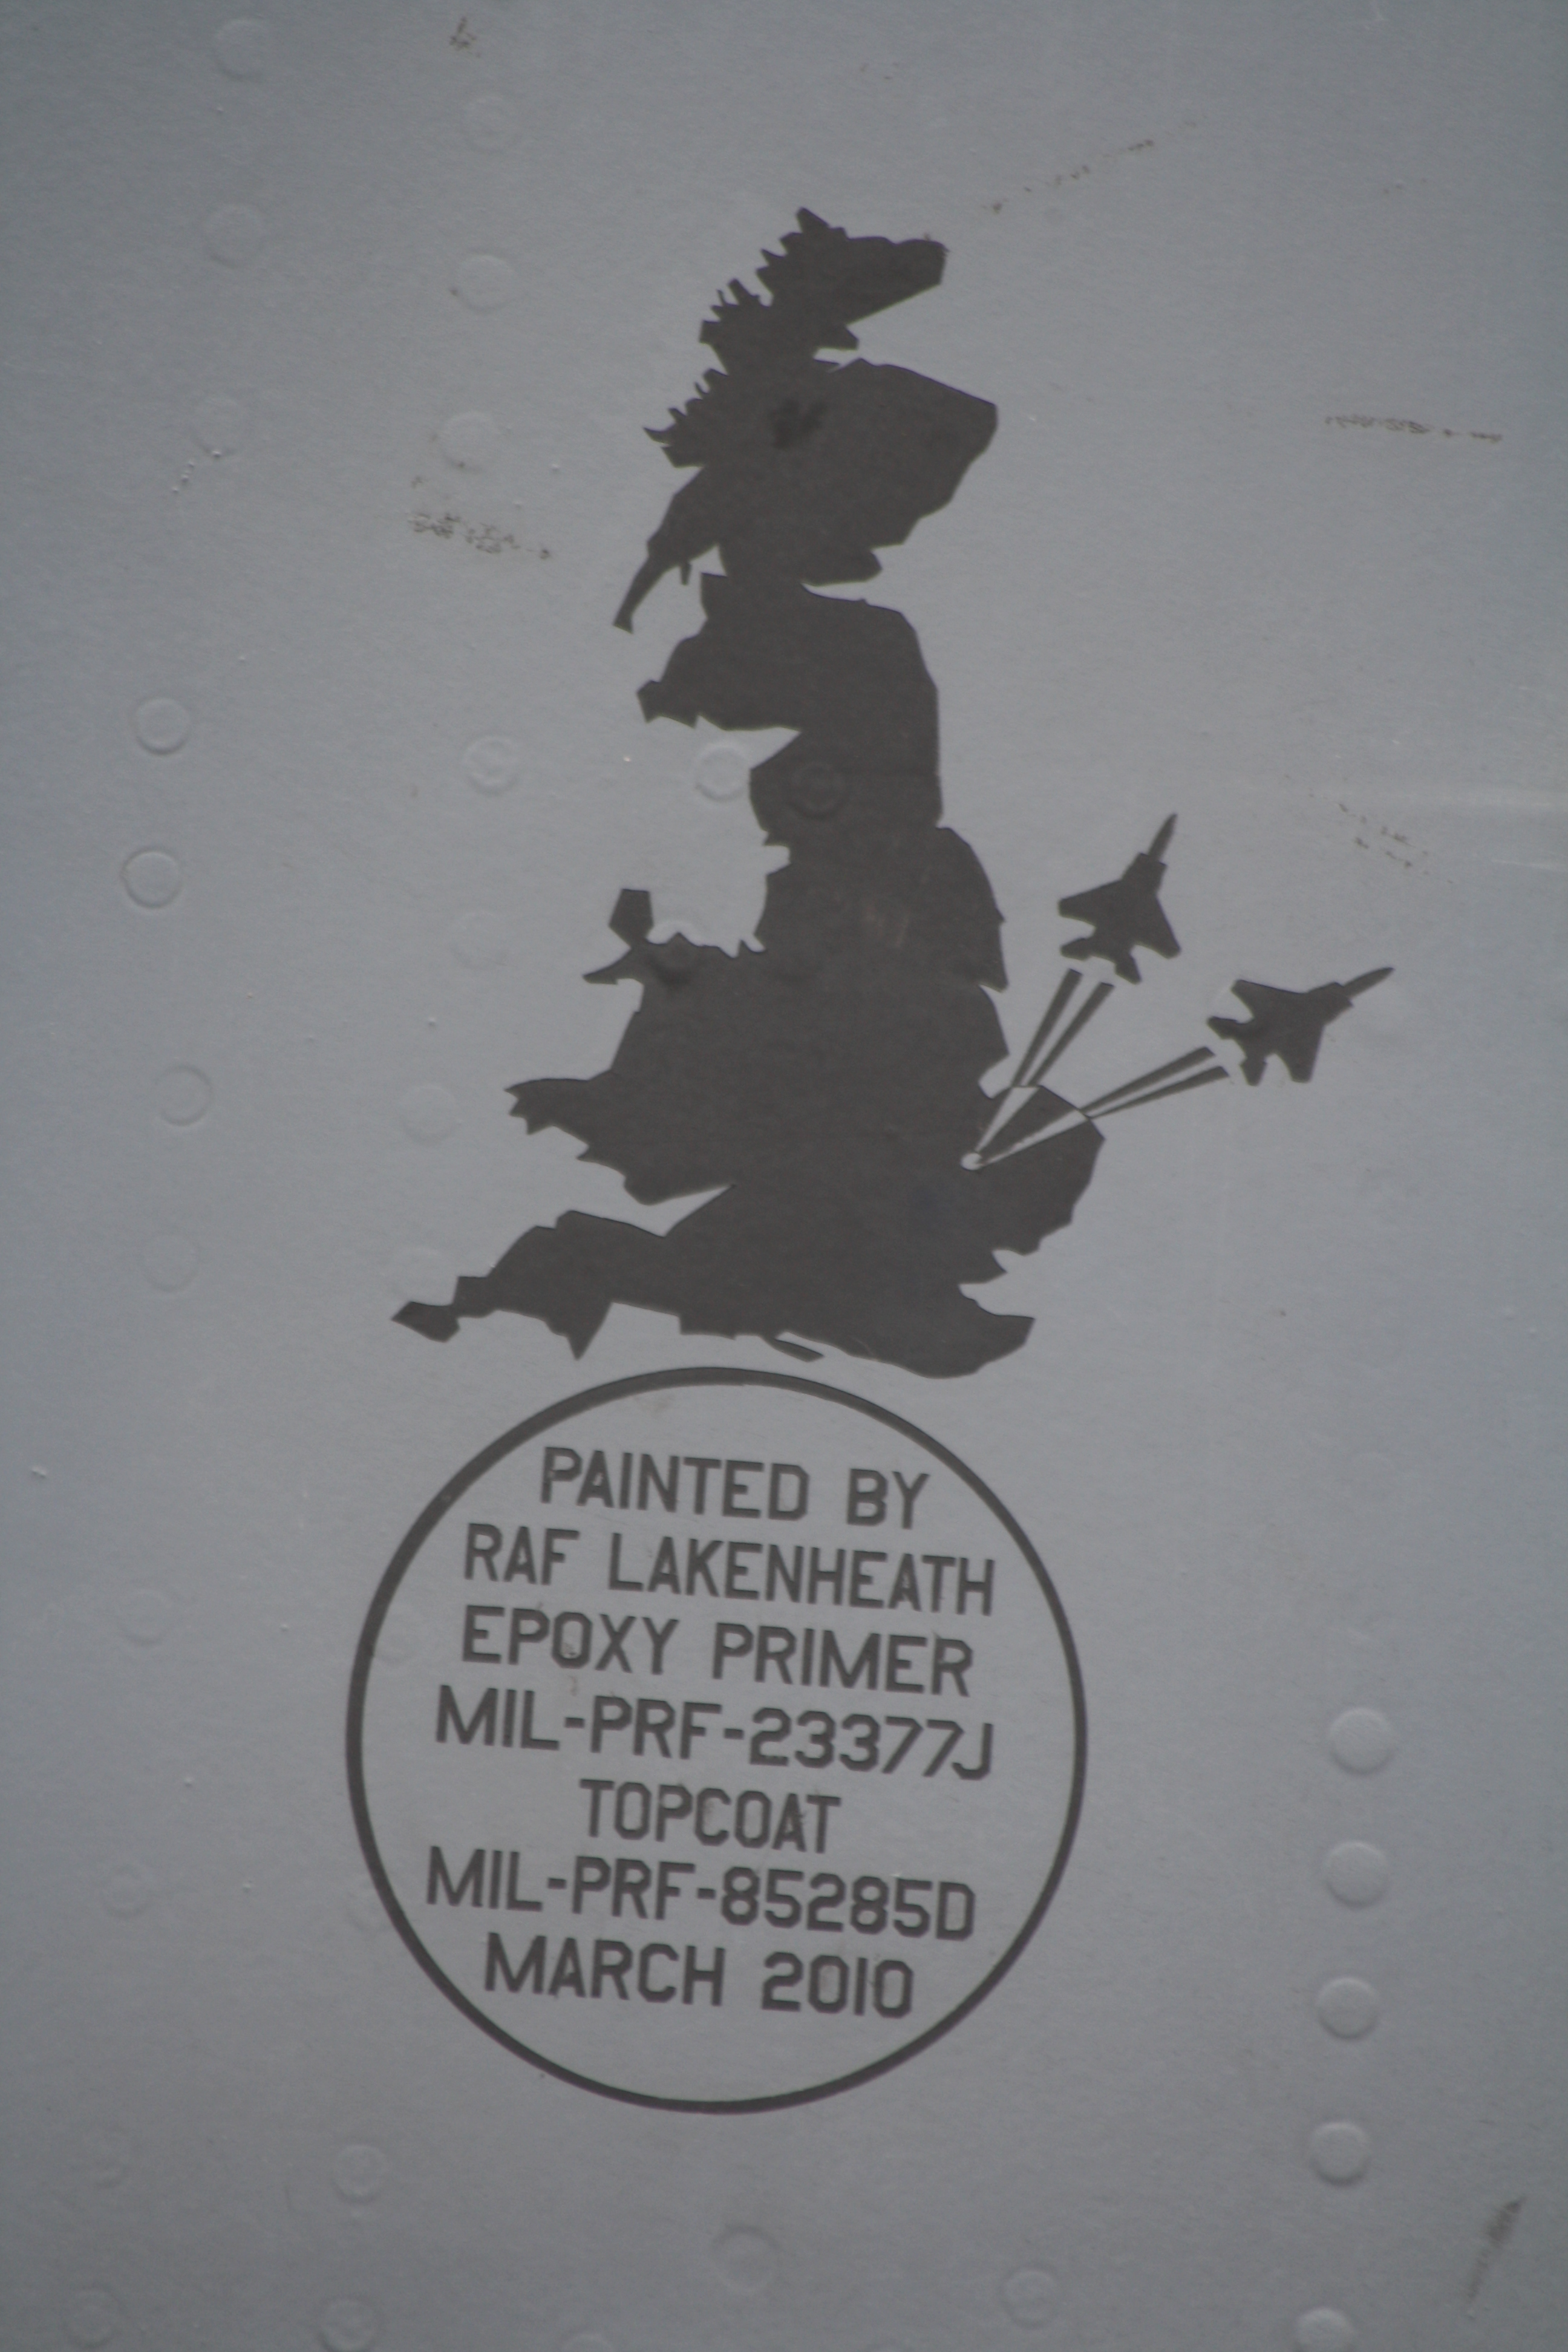 PAINTED BY
RAF LAKENHEATH
EPOXY PRIMER
MIL-PRF-23377J
TOPCOAT
MIL-PRF-85285D
MARCH 2010